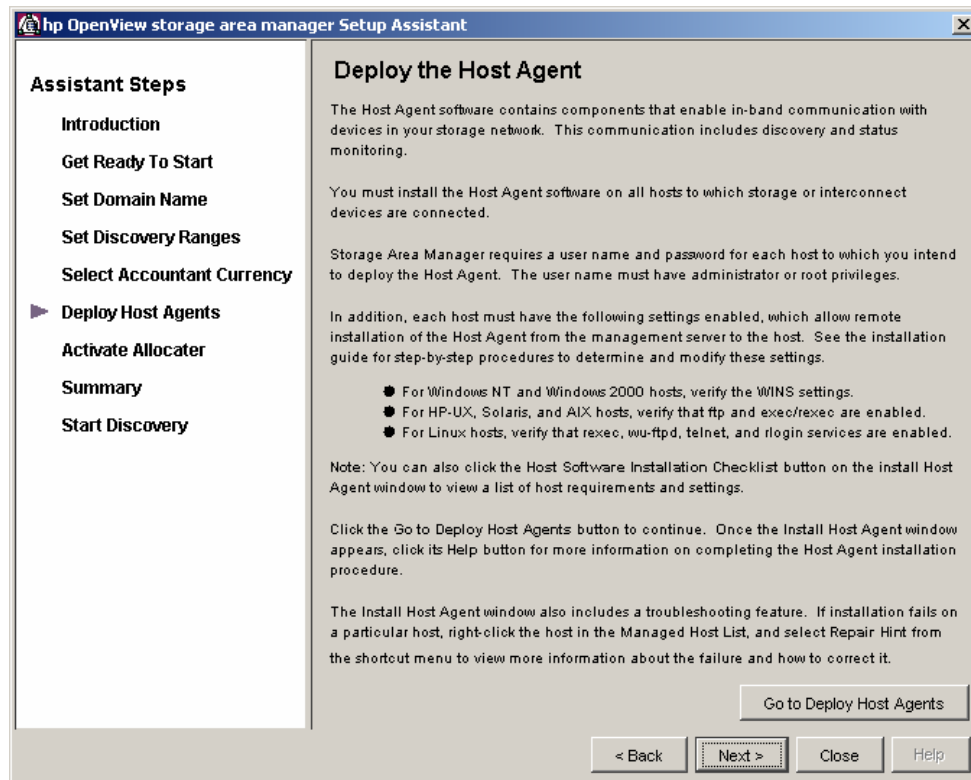 hp OpenView storage area manager Setup Assistant
Assistant Steps
Introduction
Get Ready To Start
Set Domain Name
Set Discovery Ranges
Select Accountant Currency
Deploy Host Agents
Activate Allocater
Summary
Start Discovery
Deploy the Host Agent
The Host Agent software contains components that enable in-band communication with
devices in your storage network. This communication includes discovery and status
monitoring.
You must install the Host Agent software on all hosts to which storage or interconnect
devices are connected.
Storage Area Manager requires a user name and password for each host to which you intend
to deploy the Host Agent. The user name must have administrator or root privileges.
In addition, each host must have the following settings enabled, which allow remote
installation of the Host Agent from the management server to the host. See the installation
guide for step-by-step procedures to determine and modify these settings.
● For Windows NT and Windows 2000 hosts, verify the WINS settings.
● For HP-UX, Solaris, and AIX hosts, verify that ftp and exec/rexec are enabled.
● For Linux hosts, verify that rexec, wu-ftpd, telnet, and rlogin services are enabled.
Note: You can also click the Host Software Installation Checklist button on the install Host
Agent window to view a list of host requirements and settings.
Click the Go to Deploy Host Agents button to continue. Once the Install Host Agent window
appears, click its Help button for more information on completing the Host Agent installation
procedure.
The Install Host Agent window also includes a troubleshooting feature. If installation fails on
a particular host, right-click the host in the Managed Host List, and select Repair Hint from
the shortcut menu to view more information about the failure and how to correct it.
Go to Deploy Host Agents
< Back
Next >
Close
Help